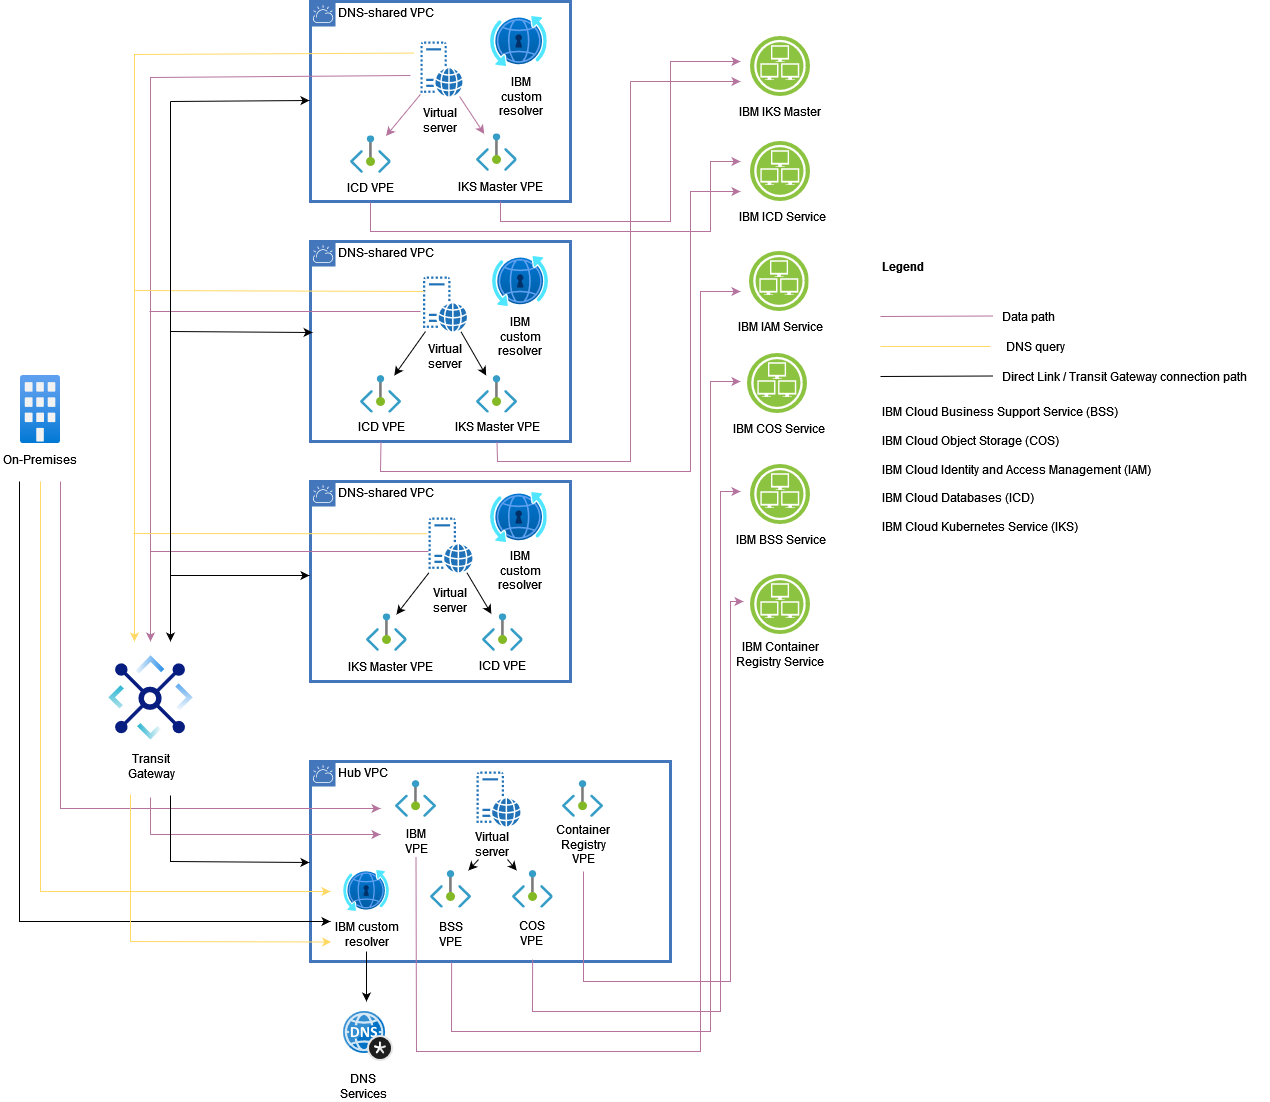 DNS-shared VPC
IBM
custom
resolver
Virtual
server
ICD VPE
IKS Master VPE
DNS-shared VPC
IBM
custom
resolver
Virtual
server
ICD VPE
IKS Master VPE
DNS-shared VPC
IBM
custom
resolver
Virtual
server
IKS Master VPE
ICD VPE
On-Premises
Transit
Gateway
Hub VPC
IBM
VPE
Virtual
server
Container
Registry
VPE
IBM custom
resolver
BSS
VPE
COS
VPE
DNS
DNS
Services
IBM IKS Master
IBM ICD Service
IBM IAM Service
IBM COS Service
IBM BSS Service
IBM Container
Registry Service
Legend
Data path
DNS query
Direct Link / Transit Gateway connection path
IBM Cloud Business Support Service (BSS)
IBM Cloud Object Storage (COS)
IBM Cloud Identity and Access Management (IAM)
IBM Cloud Databases (ICD)
IBM Cloud Kubernetes Service (IKS)